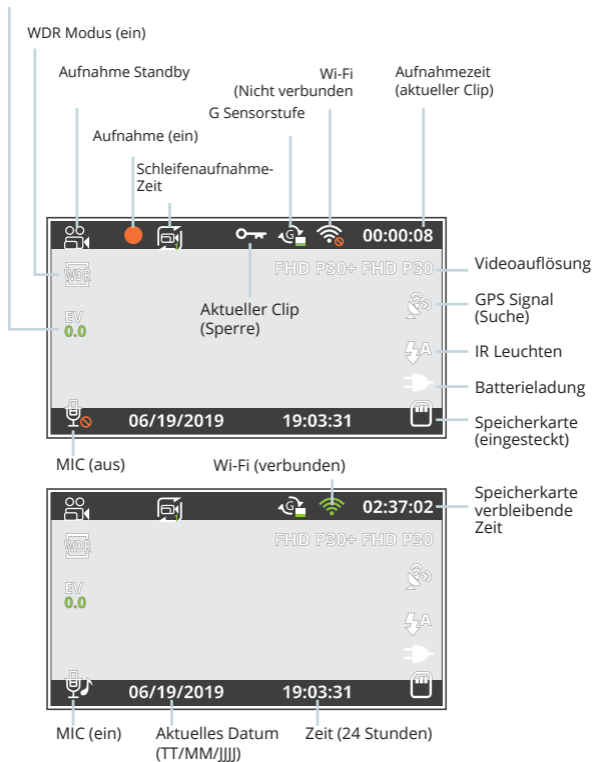 WDR Modus (ein)
Aufnahme Standby
Wi-Fi
(Nicht verbunden
Aufnahmezeit
(aktueller Clip)
G Sensorstufe
Aufnahme (ein)
Schleifenaufnahme-
Zeit
G
00:00:08
WDR
FHD P30+ FHD P30
Videoauflösung
Aktueller Clip
(Sperre)
GPS Signal
(Suche)
EV
0.0
A
IR Leuchten
Batterieladung
06/19/2019
19:03:31
Speicherkarte
(eingesteckt)
MIC (aus)
Wi-Fi (verbunden)
G
02:37:02
Speicherkarte
verbleibende
Zeit
WDR
FHD P30+ FHD P30
EV
0.0
A
06/19/2019
19:03:31
MIC (ein)
Aktuelles Datum
(TT/MM/JJJJ)
Zeit (24 Stunden)